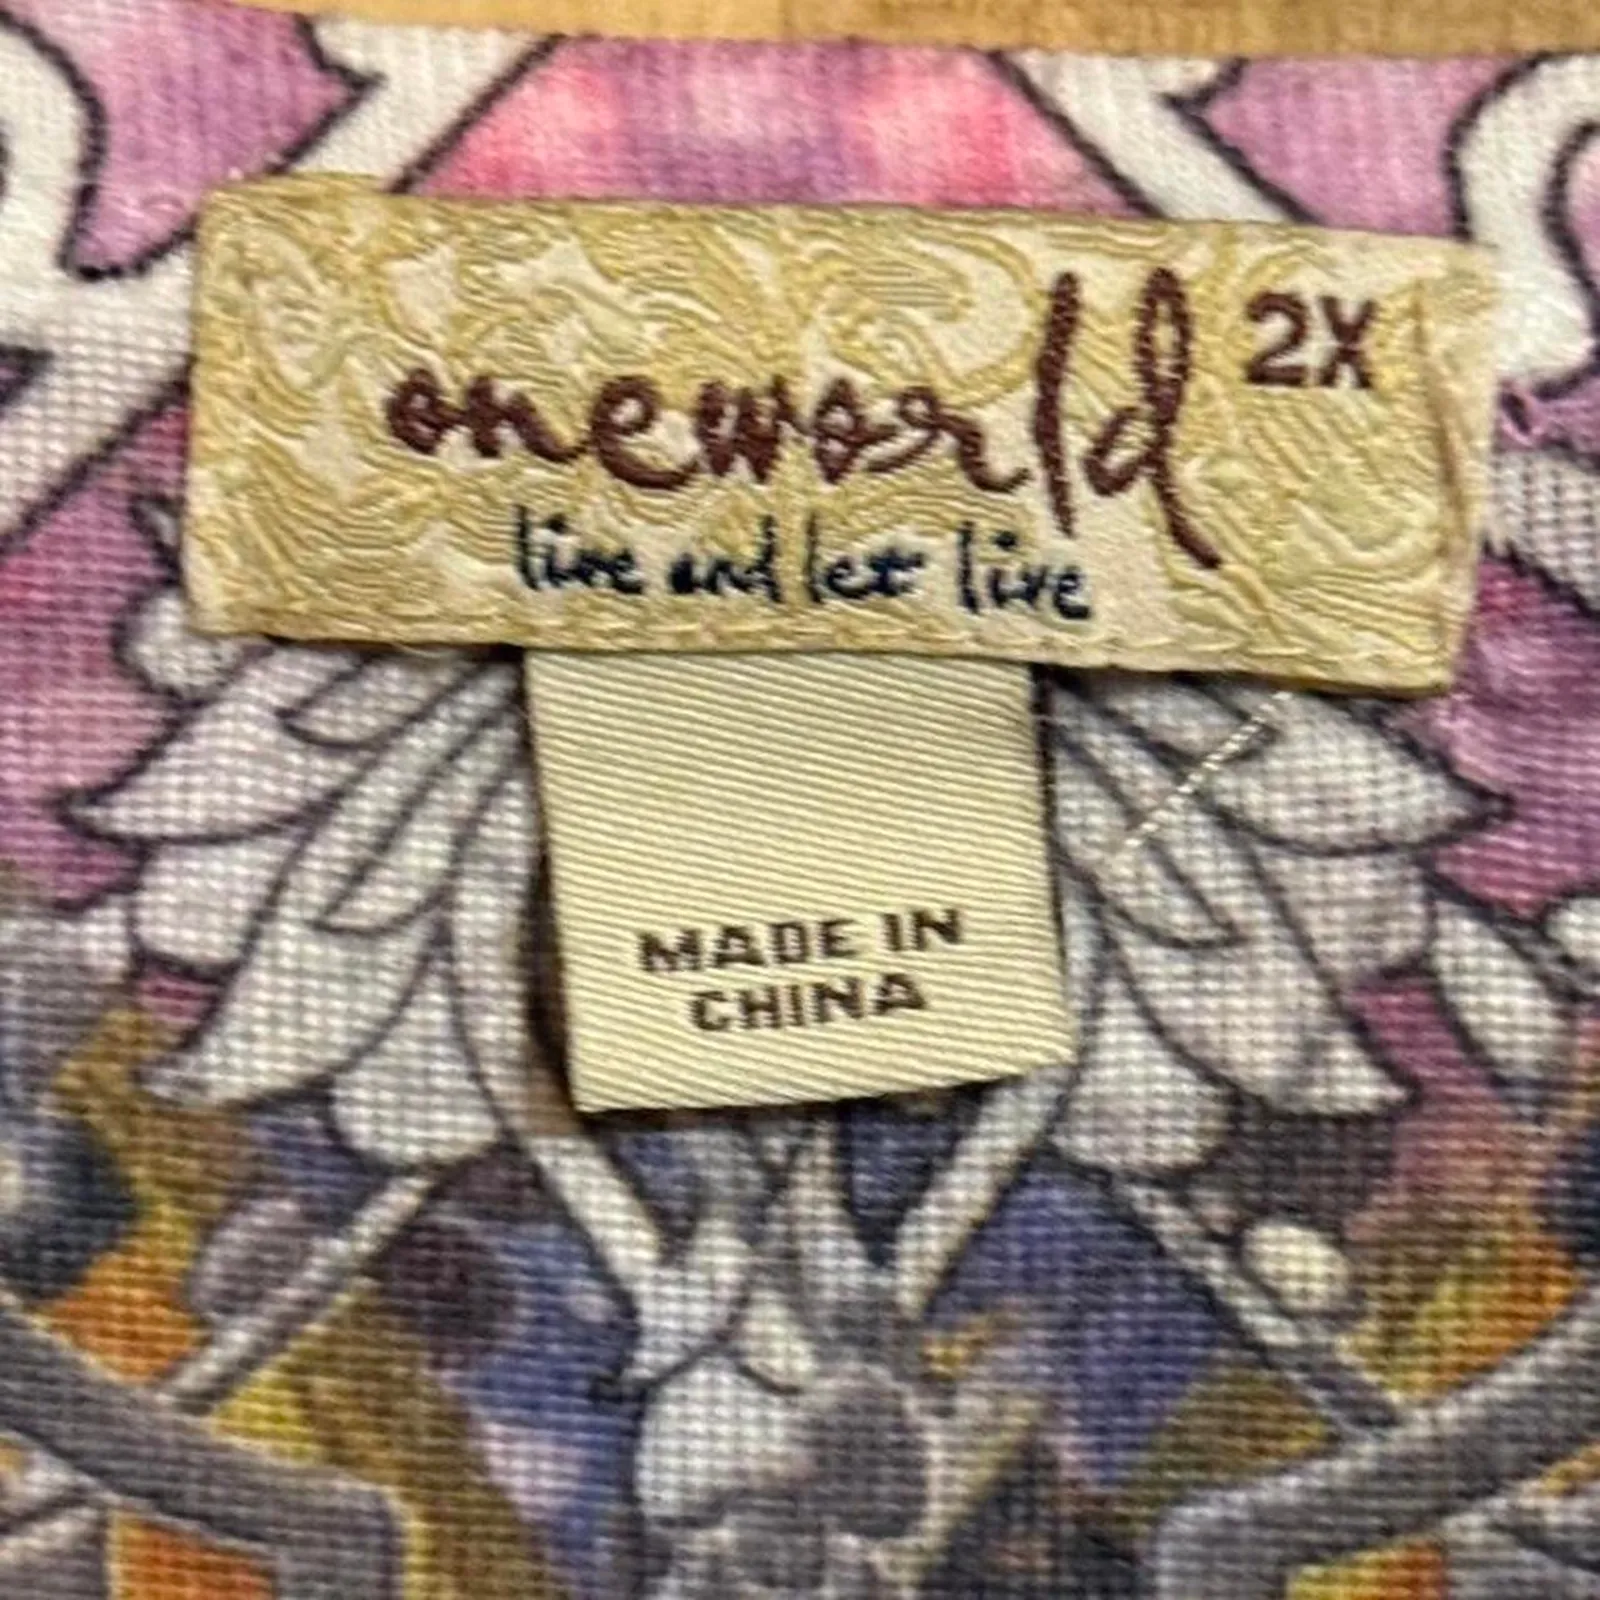 oneworld 2X
live and let live
MADE IN
CHINA